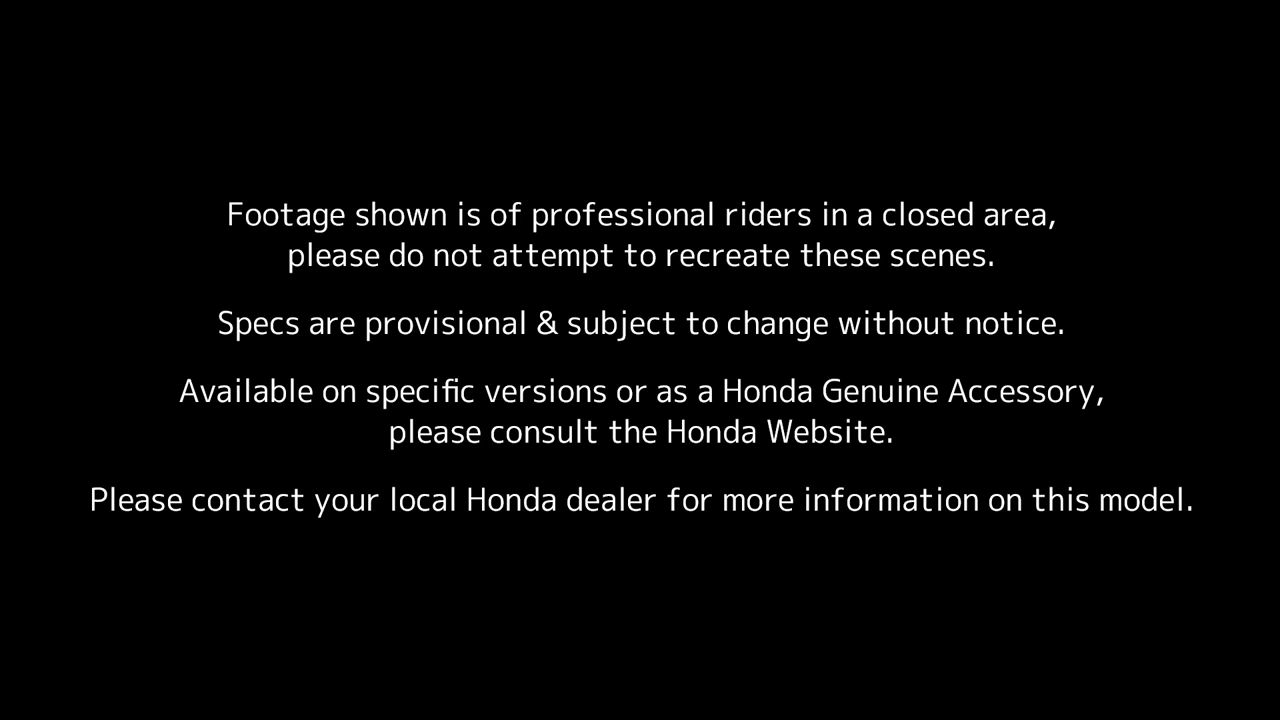 Footage shown is of professional riders in a closed area,
please do not attempt to recreate these scenes.
Specs are provisional & subject to change without notice.
Available on specific versions or as a Honda Genuine Accessory,
please consult the Honda Website.
Please contact your local Honda dealer for more information on this model.